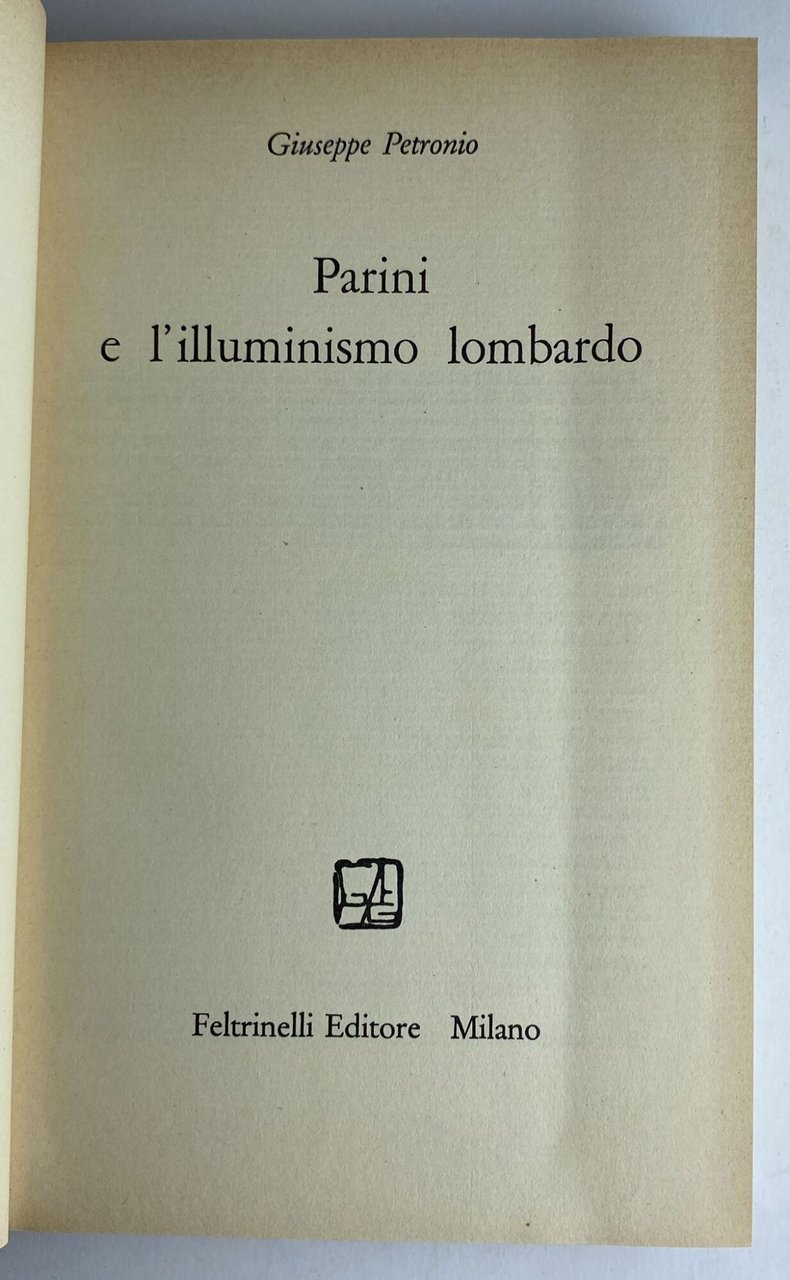 Giuseppe Petronio
Parini
e l'illuminismo lombardo
Feltrinelli Editore Milano